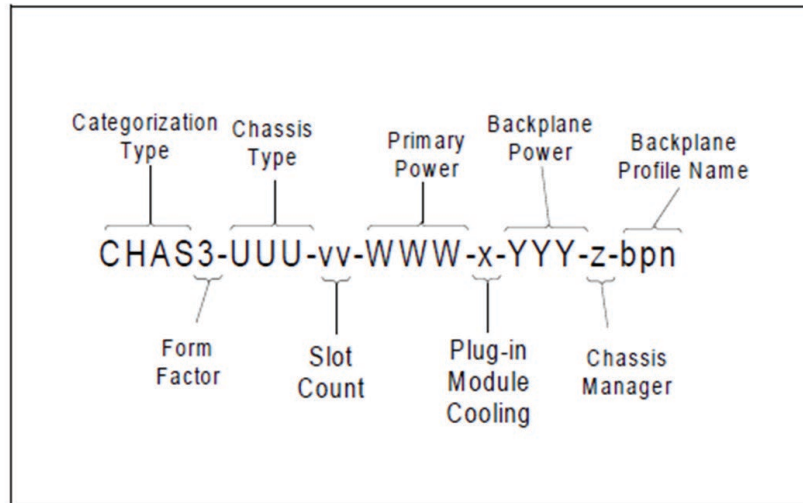 Categorization
Type
Chassis
Type
Primary
Power
Backplane
Power
Backplane
Profile Name
CHAS3-UUU-vv-WWW-x-YYY-z-bpn
Form
Factor
Slot
Count
Plug-in
Module
Cooling
Chassis
Manager